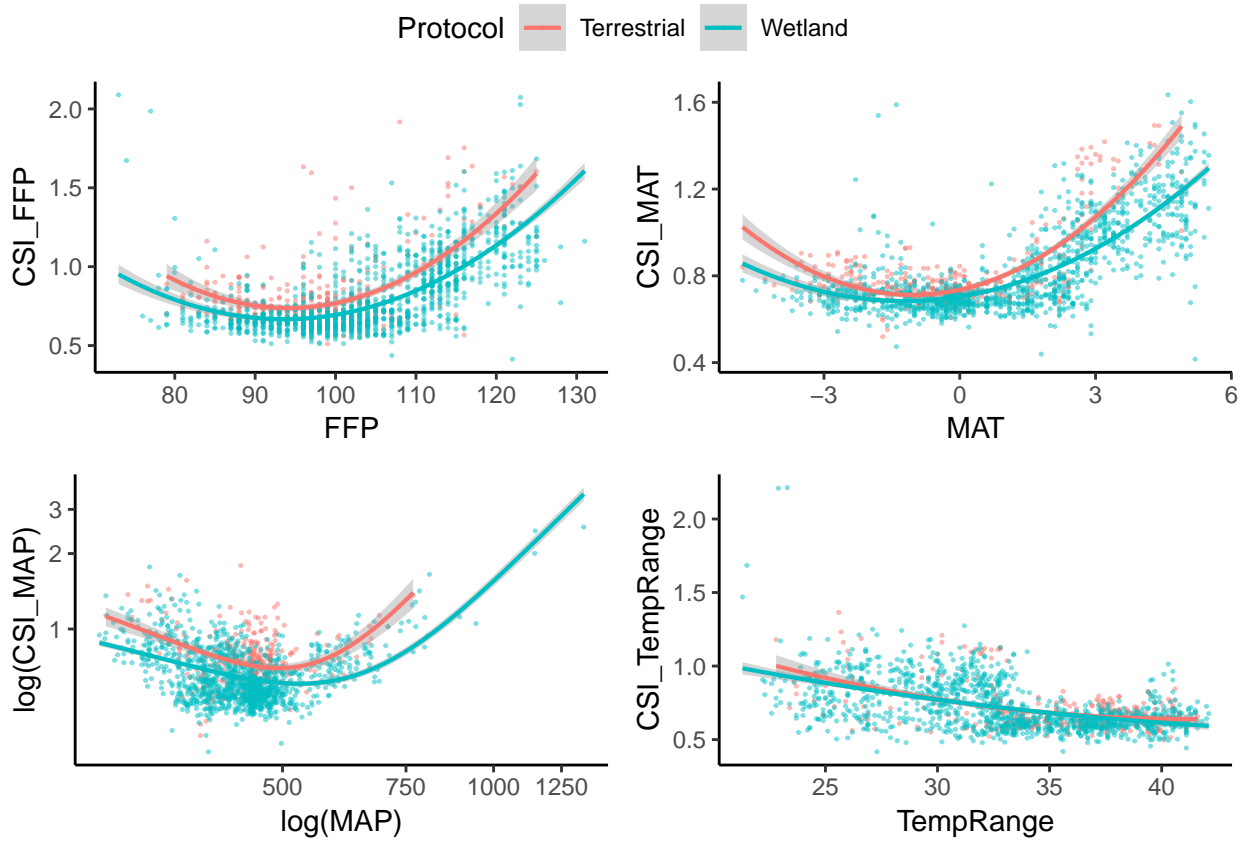 Protocol Terrestrial Wetland
CSI_FFP
2.0
1.5
1.0
0.5
80 90 100 110 120 130
FFP
CSI_MAT
1.6
1.2
0.8
0.4
−3 0 3 6
MAT
log(CSI_MAP)
3
2
1
500 750 1000 1250
log(MAP)
CSI_TempRange
2.0
1.5
1.0
0.5
25 30 35 40
TempRange